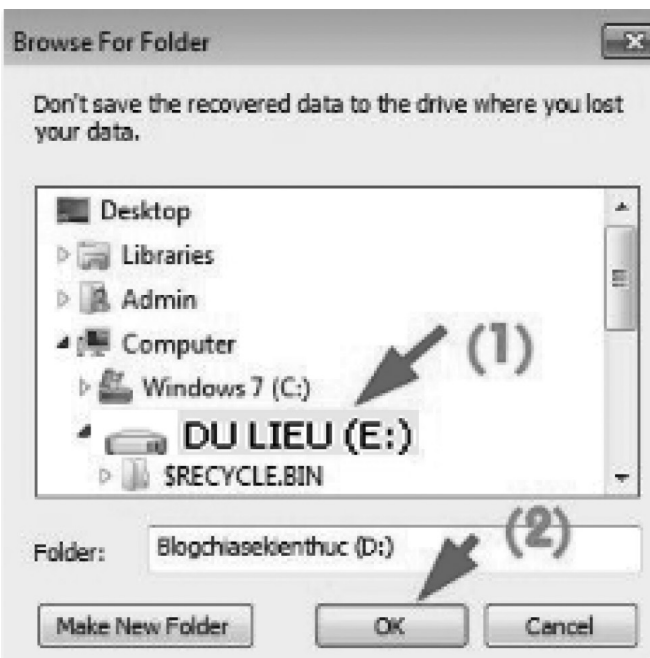 Browse For Folder
Don't save the recovered data to the drive where you lost
your data.
Desktop
Libraries
Admin
Computer
(1)
Windows 7 (C:)
DU LIEU (E:)
$RECYCLE.BIN
(2)
Folder: Blogchiasekienthuc (D:)
Make New Folder OK Cancel